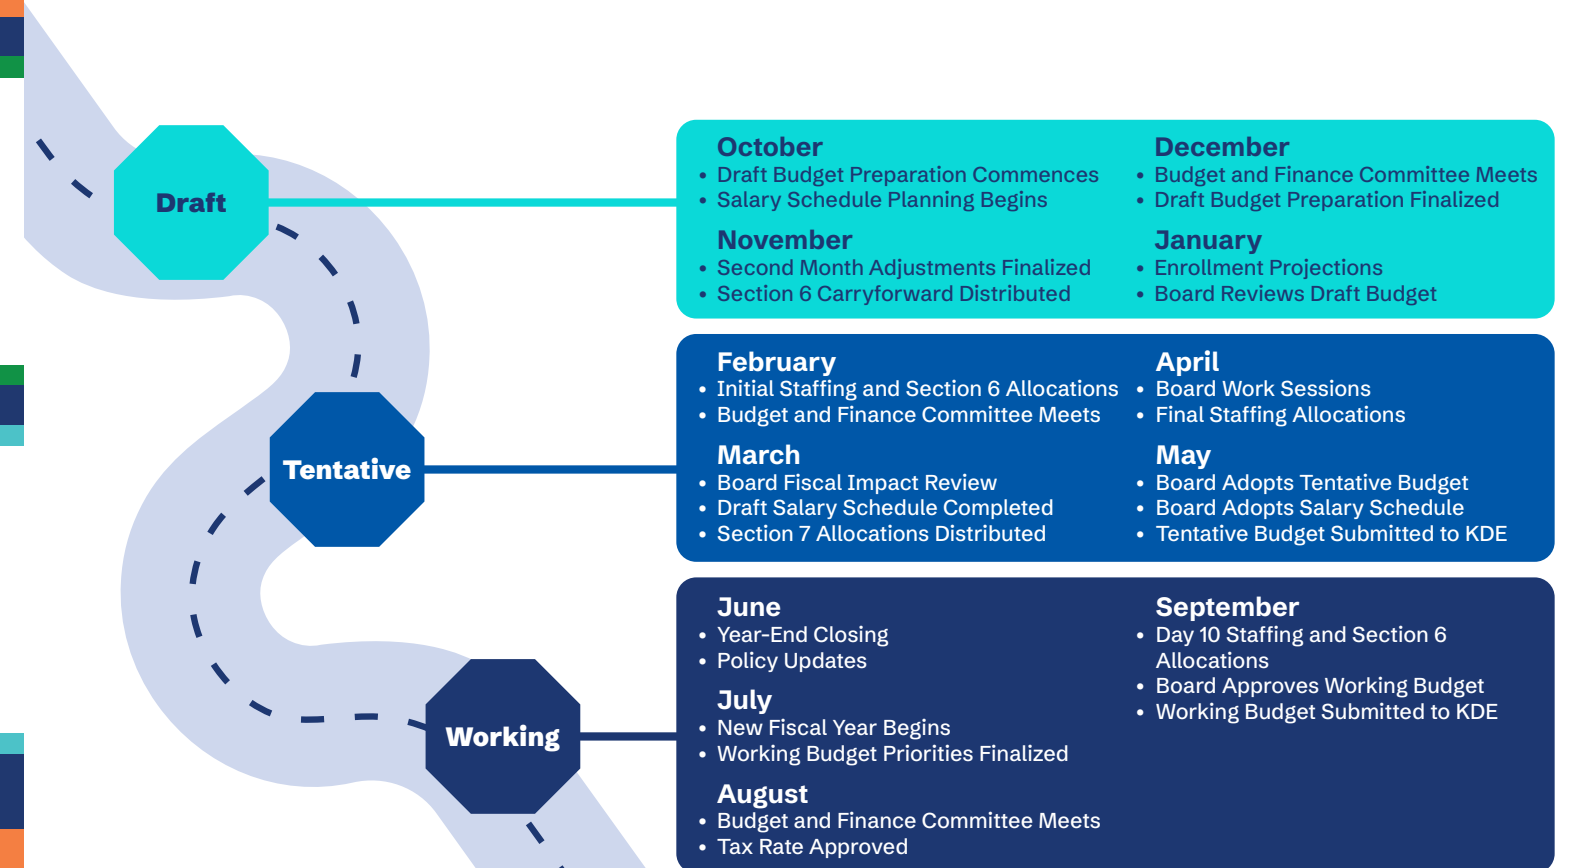 Draft
October
• Draft Budget Preparation Commences
• Salary Schedule Planning Begins
November
• Second Month Adjustments Finalized
• Section 6 Carryforward Distributed
December
• Budget and Finance Committee Meets
• Draft Budget Preparation Finalized
January
• Enrollment Projections
• Board Reviews Draft Budget
Tentative
February
• Initial Staffing and Section 6 Allocations
• Budget and Finance Committee Meets
March
• Board Fiscal Impact Review
• Draft Salary Schedule Completed
• Section 7 Allocations Distributed
April
• Board Work Sessions
• Final Staffing Allocations
May
• Board Adopts Tentative Budget
• Board Adopts Salary Schedule
• Tentative Budget Submitted to KDE
Working
June
• Year-End Closing
• Policy Updates
July
• New Fiscal Year Begins
• Working Budget Priorities Finalized
August
• Budget and Finance Committee Meets
• Tax Rate Approved
September
• Day 10 Staffing and Section 6
Allocations
• Board Approves Working Budget
• Working Budget Submitted to KDE